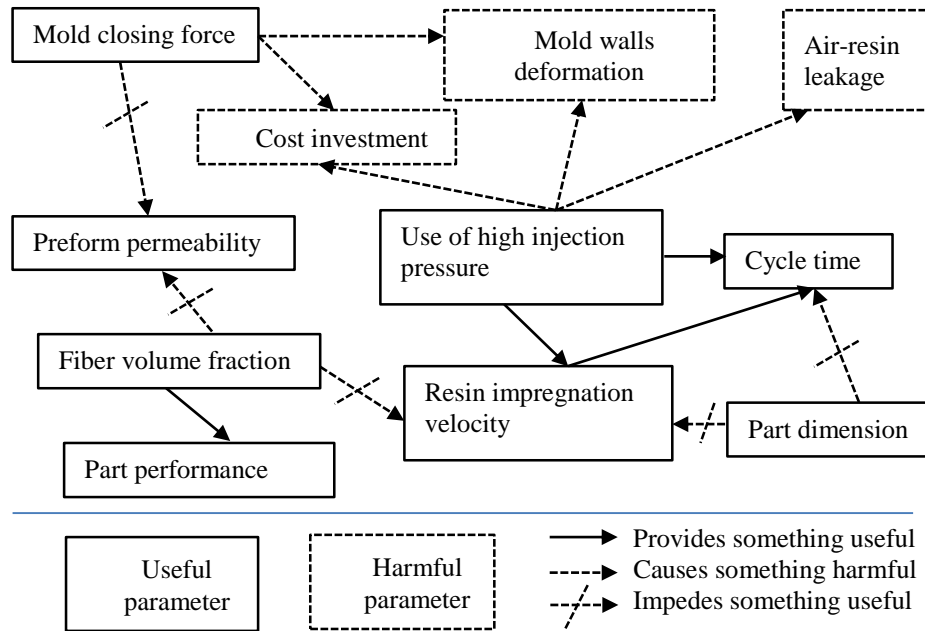 Mold closing force
Mold walls
deformation
Air-resin
leakage
Cost investment
Preform permeability
Use of high injection
pressure
Cycle time
Fiber volume fraction
Resin impregnation
velocity
Part dimension
Part performance
Useful
parameter
Harmful
parameter
Provides something useful
Causes something harmful
Impedes something useful